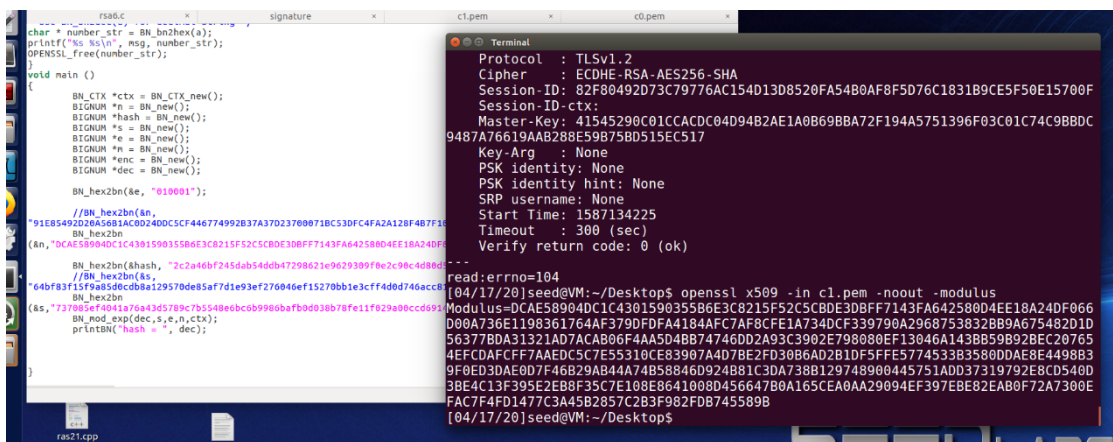 rsa6.c × signature × c1.pem × c0.pem ×
char * number_str = BN_bn2hex(a);
printf("%s %s\n", msg, number_str);
OPENSSL_free(number_str);
}
void main ()
{
BN_CTX *ctx = BN_CTX_new();
BIGNUM *n = BN_new();
BIGNUM *hash = BN_new();
BIGNUM *s = BN_new();
BIGNUM *e = BN_new();
BIGNUM *m = BN_new();
BIGNUM *enc = BN_new();
BIGNUM *dec = BN_new();
BN_hex2bn(&e, "010001");
//BN_hex2bn(&n,
BN_hex2bn
BN_hex2bn(&hash,
//BN_hex2bn(&s,
BN_hex2bn
BN_mod_exp(dec,s,e,n,ctx);
printBN("hash = ", dec);
}
ras21.cpp
Terminal
Protocol : TLSv1.2
Cipher : ECDHE-RSA-AES256-SHA
Session-ID: 82F80492D73C79776AC154D13D8520FA54B0AF8F5D76C1831B9CE5F50E15700F
Session-ID-ctx:
Master-Key: 41545290C01CCACDC04D94B2AE1A0B69BBA72F194A5751396F03C01C74C9BBDC
9487A76619AAB288E59B75BD515EC517
Key-Arg : None
PSK identity: None
PSK identity hint: None
SRP username: None
Start Time: 1587134225
Timeout : 300 (sec)
Verify return code: 0 (ok)
---
read:errno=104
[04/17/20]seed@VM:~/Desktop$ openssl x509 -in c1.pem -noout -modulus
Modulus=DCAE58904DC1C4301590355B6E3C8215F52C5CBDE3DBFF7143FA642580D4EE18A24DF066
D00A736E1198361764AF379DFDFA4184AFC7AF8CFE1A734DCF339790A2968753832BB9A675482D1D
56377BDA31321AD7ACAB06F4AA5D4BB74746DD2A93C3902E798080EF13046A143BB59B92BEC20765
4EFCDAFCFF7AAEDC5C7E55310CE83907A4D7BE2FD30B6AD2B1DF5FFE5774533B3580DDAE8E4498B3
9F0ED3DAE0D7F46B29AB44A74B58846D924B81C3DA738B129748900445751ADD37319792E8CD540D
3BE4C13F395E2EB8F35C7E108E8641008D456647B0A165CEA0AA29094EF397EBE82EAB0F72A7300E
FAC7F4FD1477C3A45B2857C2B3F982FDB745589B
[04/17/20]seed@VM:~/Desktop$